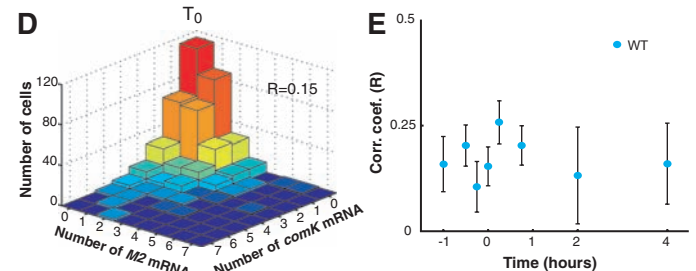 D
T0
R=0.15
Number of cells
120
80
40
0
0 1 2 3 4 5 6 7
Number of M2 mRNA
7 6 5 4 3 2 1 0
Number of comK mRNA
E
WT
Corr. coef. (R)
0.5
0.25
0
-1 0 1 2 4
Time (hours)